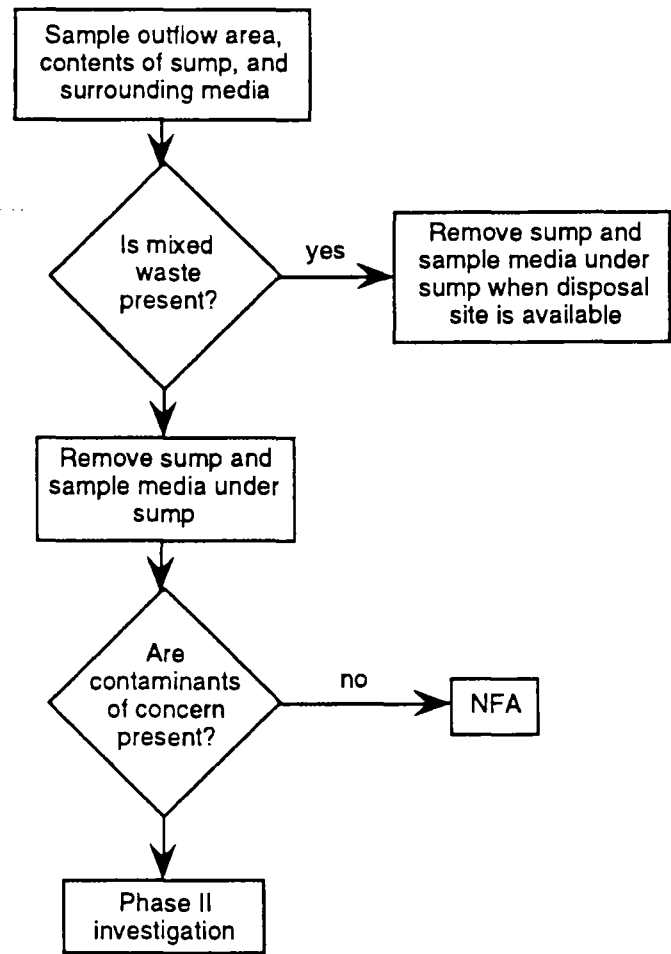 Sample outflow area,
contents of sump, and
surrounding media
Is mixed
waste
present?
yes
Remove sump and
sample media under
sump when disposal
site is available
Remove sump and
sample media under
sump
Are
contaminants
of concern
present?
no
NFA
Phase II
investigation